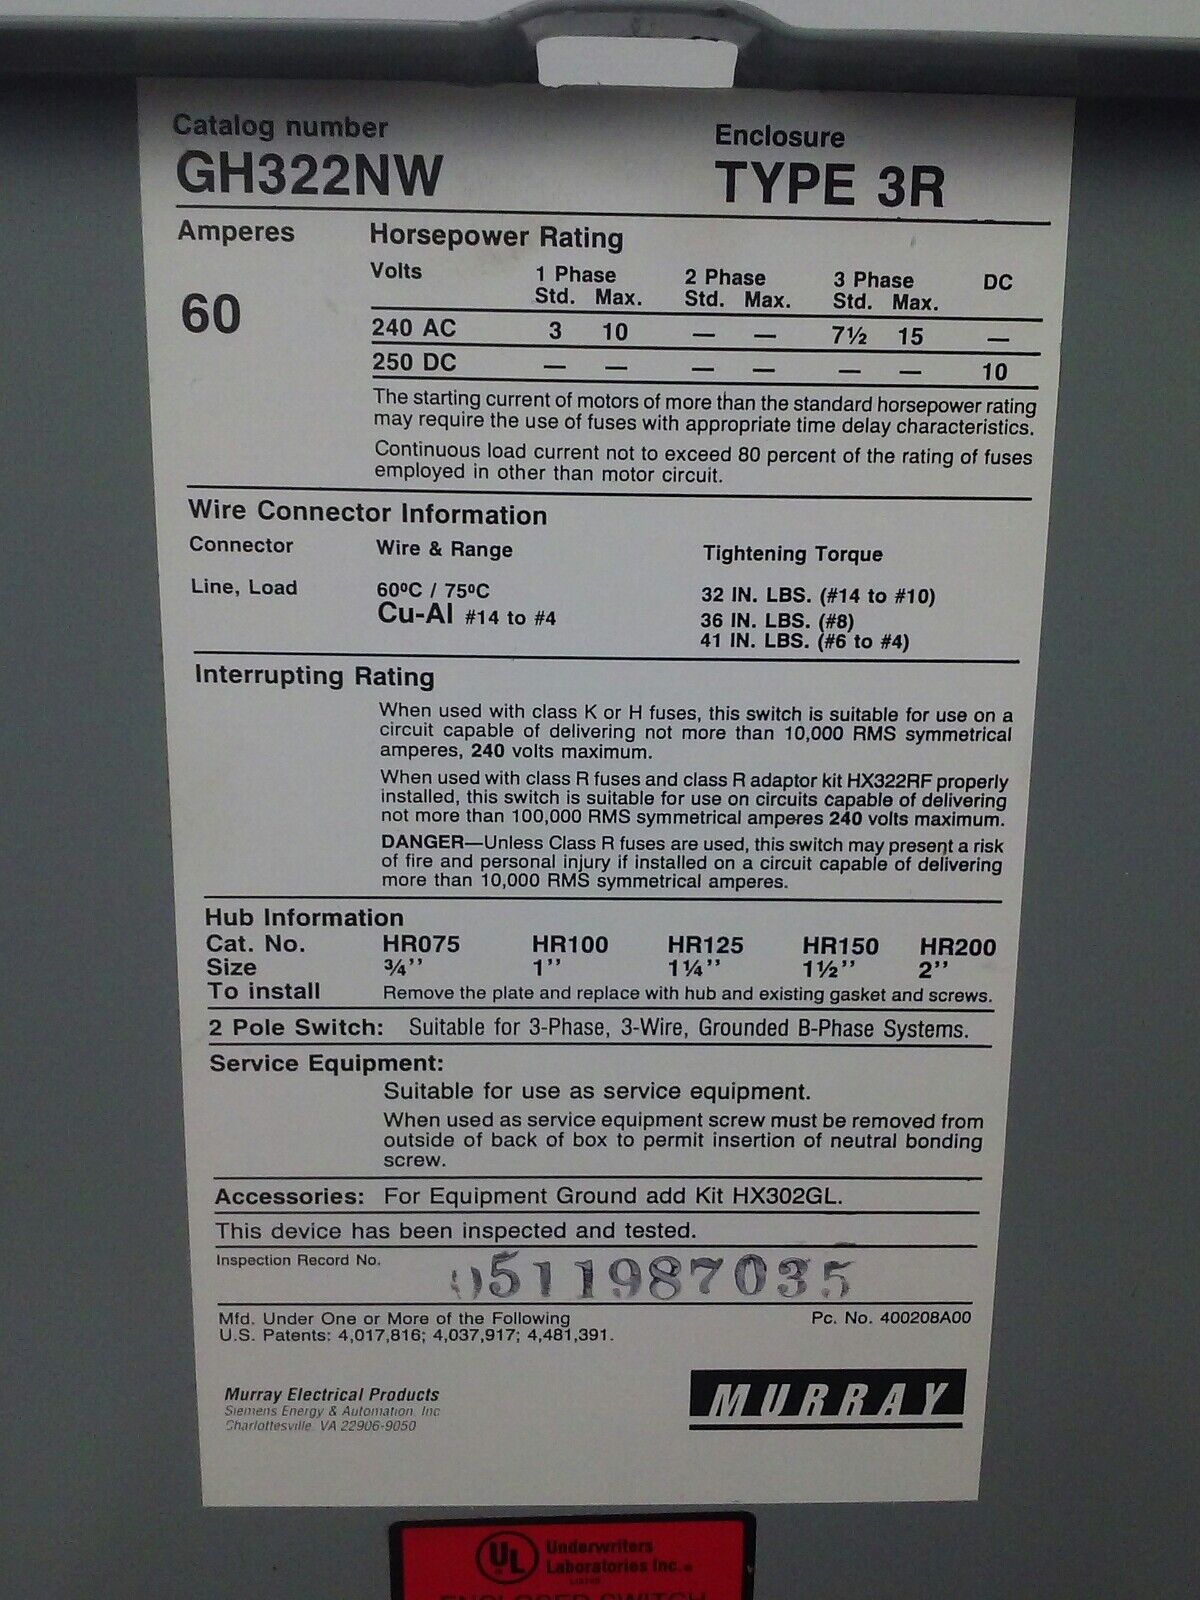 Catalog number
GH322NW
Enclosure
TYPE 3R
Amperes
60
Horsepower Rating
Volts 1 Phase 2 Phase 3 Phase DC
Std. Max. Std. Max. Std. Max.
240 AC 3 10 — — 7½ 15 —
250 DC — — — — — — 10
The starting current of motors of more than the standard horsepower rating
may require the use of fuses with appropriate time delay characteristics.
Continuous load current not to exceed 80 percent of the rating of fuses
employed in other than motor circuit.
Wire Connector Information
Connector Wire & Range Tightening Torque
Line, Load 60ºC / 75ºC 32 IN. LBS. (#14 to #10)
Cu-Al #14 to #4 36 IN. LBS. (#8)
41 IN. LBS. (#6 to #4)
Interrupting Rating
When used with class K or H fuses, this switch is suitable for use on a
circuit capable of delivering not more than 10,000 RMS symmetrical
amperes, 240 volts maximum.
When used with class R fuses and class R adaptor kit HX322RF properly
installed, this switch is suitable for use on circuits capable of delivering
not more than 100,000 RMS symmetrical amperes 240 volts maximum.
DANGER—Unless Class R fuses are used, this switch may present a risk
of fire and personal injury if installed on a circuit capable of delivering
more than 10,000 RMS symmetrical amperes.
Hub Information
Cat. No. HR075 HR100 HR125 HR150 HR200
Size ¾'' 1'' 1¼'' 1½'' 2''
To install Remove the plate and replace with hub and existing gasket and screws.
2 Pole Switch: Suitable for 3-Phase, 3-Wire, Grounded B-Phase Systems.
Service Equipment:
Suitable for use as service equipment.
When used as service equipment screw must be removed from
outside of back of box to permit insertion of neutral bonding
screw.
Accessories: For Equipment Ground add Kit HX302GL.
This device has been inspected and tested.
Inspection Record No. 0511987035
Mfd. Under One or More of the Following Pc. No. 400208A00
U.S. Patents: 4,017,816; 4,037,917; 4,481,391.
Murray Electrical Products
Siemens Energy & Automation, Inc
Charlottesville, VA 22906-9050
MURRAY
UL Underwriters
Laboratories Inc.®
LISTED
ENCLOSED SWITCH